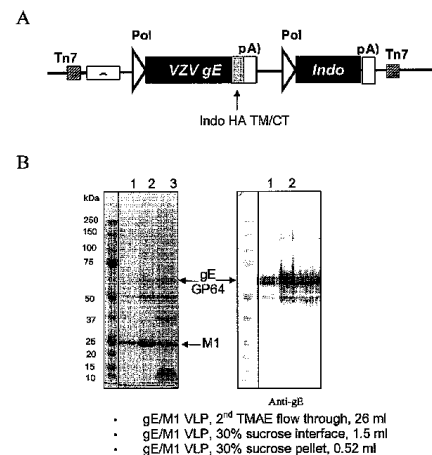 A
Pol
Pol
Tn7
VZV gE
pA)
Indo
pA)
Tn7
Indo HA TM/CT
B
1 2 3
1 2
kDa
250
150
100
75
50
37
25
20
15
10
gE
GP64
M1
Anti-gE
• gE/M1 VLP, 2nd TMAE flow through, 26 ml
• gE/M1 VLP, 30% sucrose interface, 1.5 ml
• gE/M1 VLP, 30% sucrose pellet, 0.52 ml